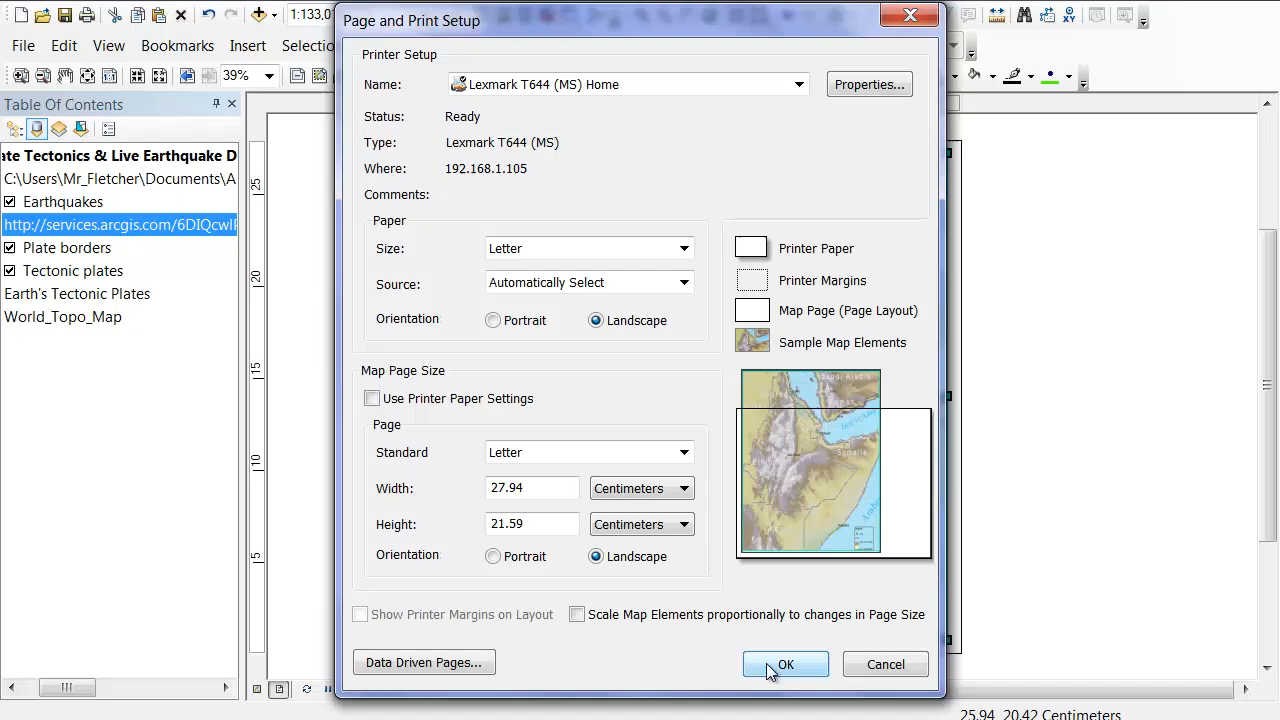 1:133,0
Page and Print Setup
File Edit View Bookmarks Insert Selectio
39%
Table Of Contents
ate Tectonics & Live Earthquake D
C:\Users\Mr_Fletcher\Documents\A
Earthquakes
http://services.arcgis.com/6DIQcwlP
Plate borders
Tectonic plates
Earth's Tectonic Plates
World_Topo_Map
25
20
15
10
5
Printer Setup
Name: Lexmark T644 (MS) Home Properties...
Status: Ready
Type: Lexmark T644 (MS)
Where: 192.168.1.105
Comments:
Paper
Size: Letter
Source: Automatically Select
Orientation: Portrait Landscape
Printer Paper
Printer Margins
Map Page (Page Layout)
Sample Map Elements
Map Page Size
Use Printer Paper Settings
Page
Standard Letter
Width: 27.94 Centimeters
Height: 21.59 Centimeters
Orientation: Portrait Landscape
Saudi Arabia
Somalia
Show Printer Margins on Layout Scale Map Elements proportionally to changes in Page Size
Data Driven Pages... OK Cancel
25.94 20.42 Centimeters